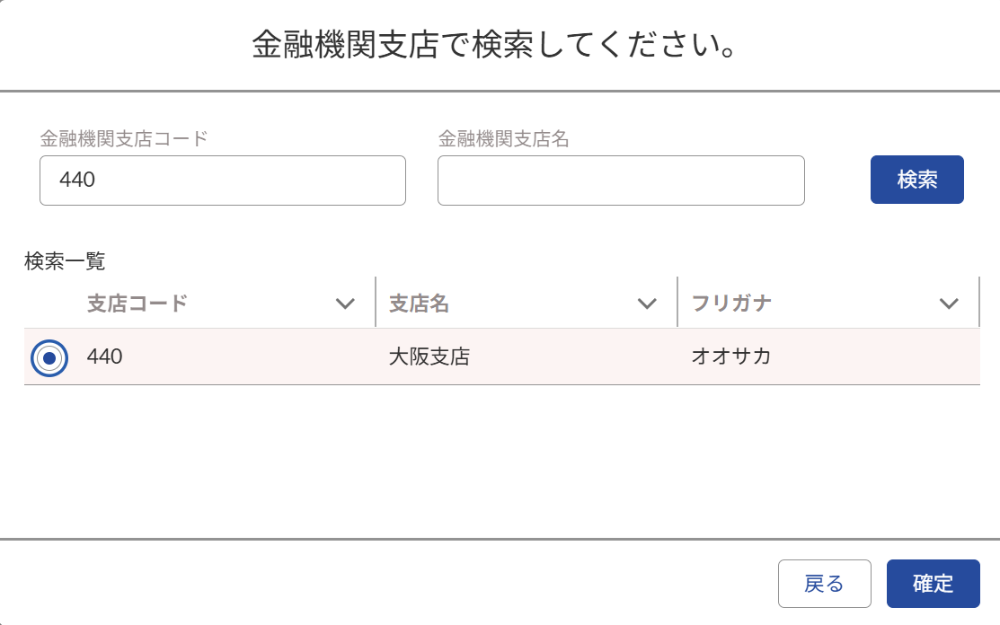 金融機関支店で検索してください。
金融機関支店コード 金融機関支店名
440 検索
検索一覧
支店コード 支店名 フリガナ
440 大阪支店 オオサカ
戻る 確定